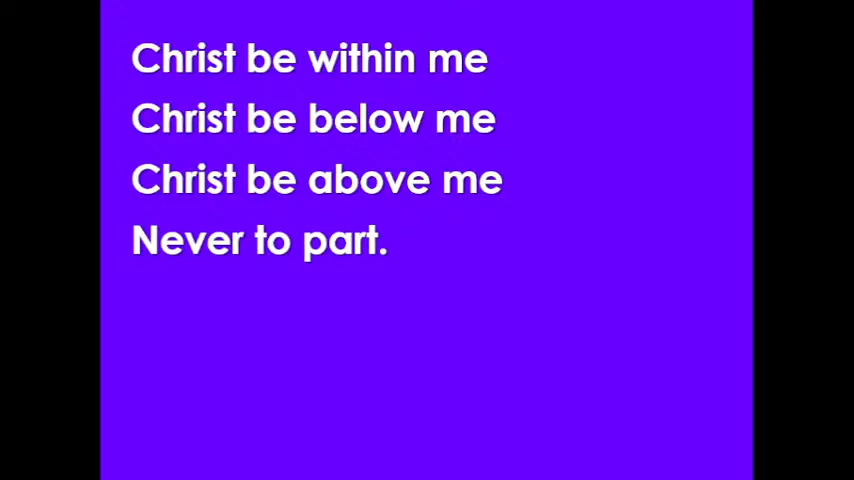 Christ be within me
Christ be below me
Christ be above me
Never to part.